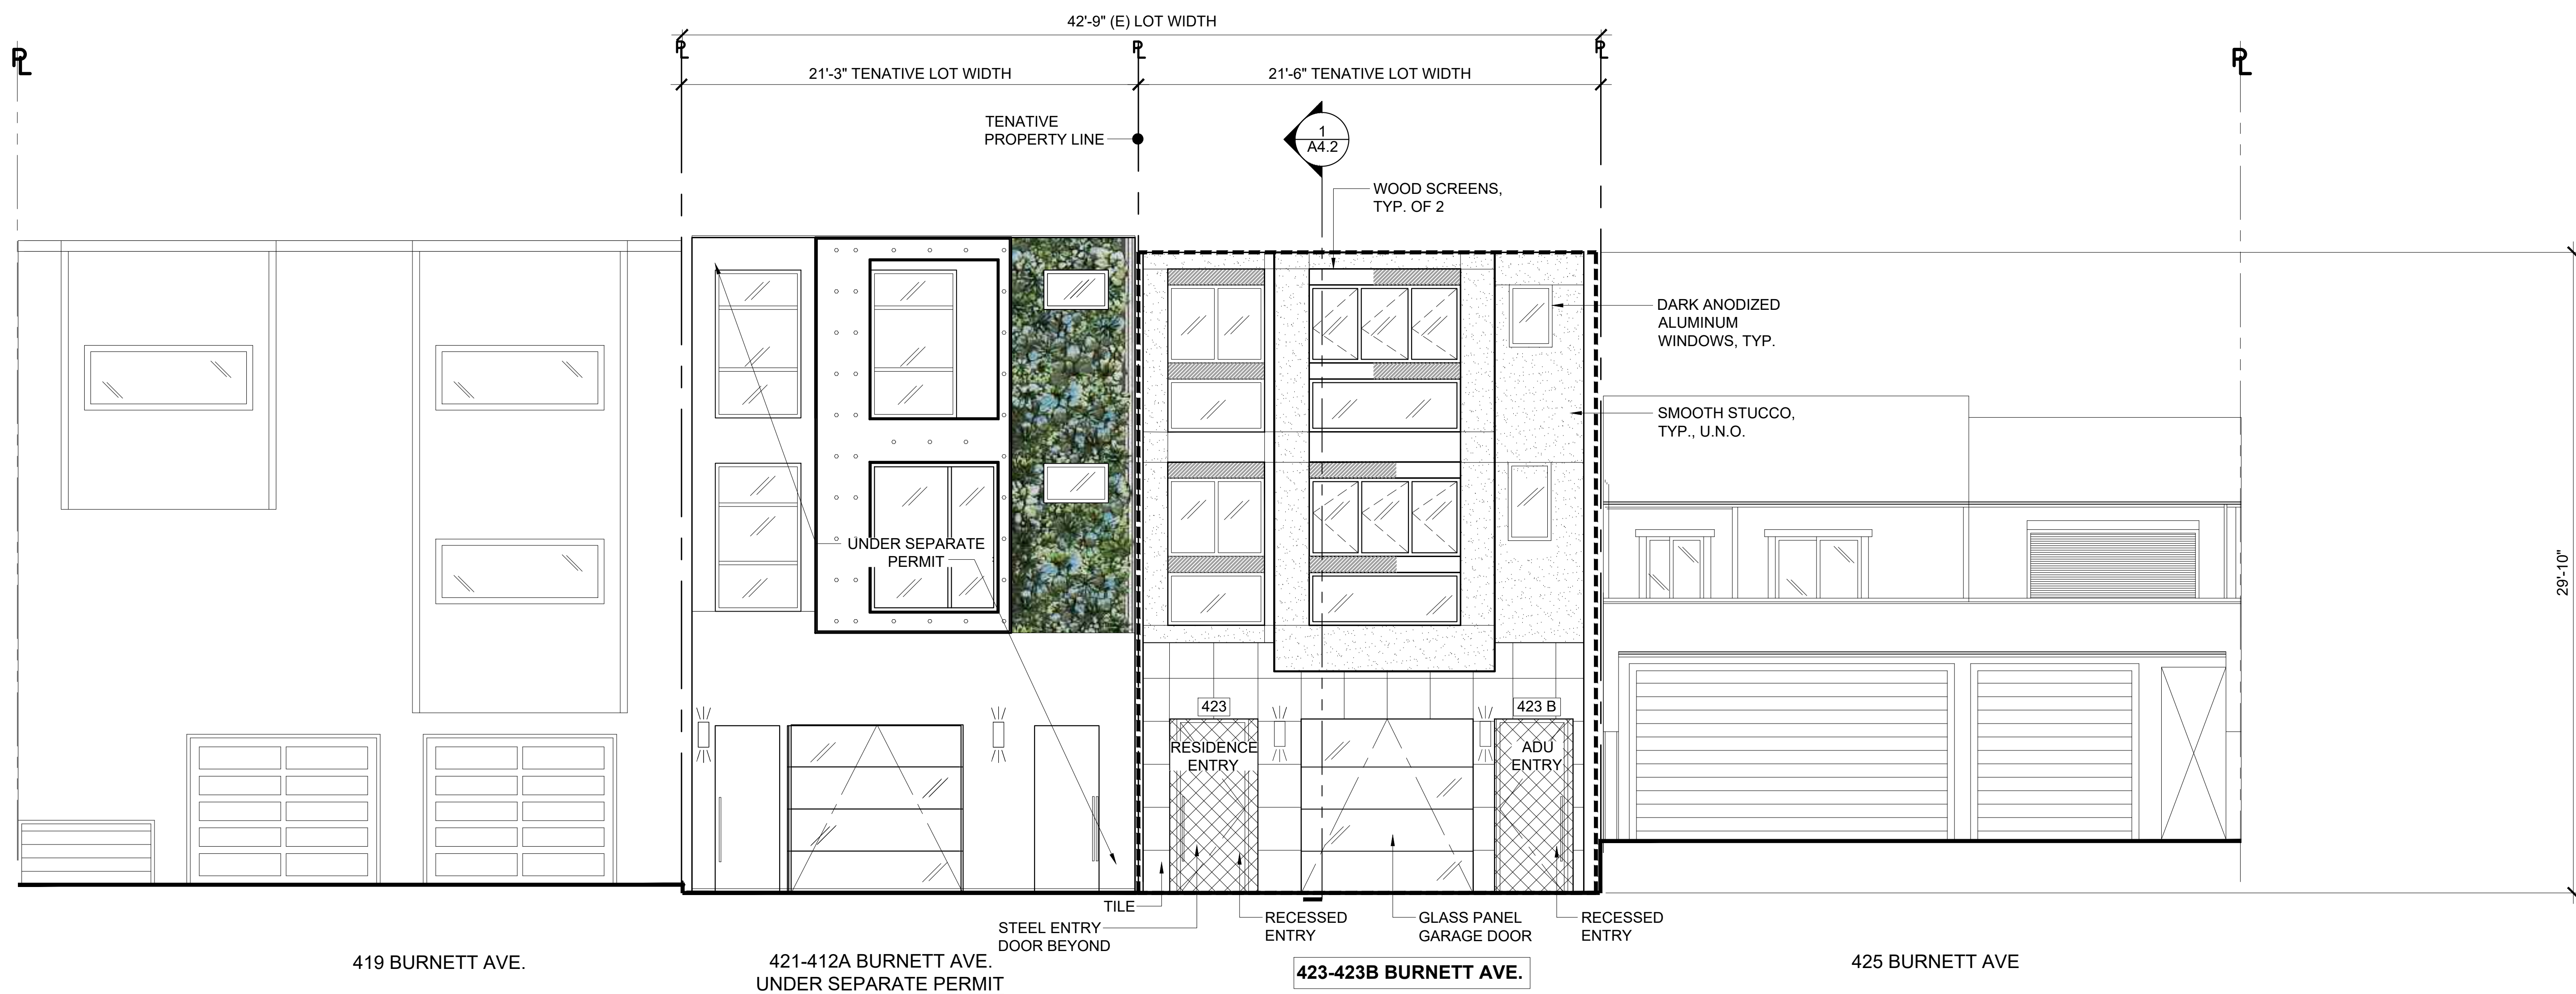 42'-9" (E) LOT WIDTH
PL
PL
PL
PL
PL
21'-3" TENATIVE LOT WIDTH
21'-6" TENATIVE LOT WIDTH
TENATIVE
PROPERTY LINE
1
A4.2
WOOD SCREENS,
TYP. OF 2
DARK ANODIZED
ALUMINUM
WINDOWS, TYP.
SMOOTH STUCCO,
TYP., U.N.O.
UNDER SEPARATE
PERMIT
29'-10"
423
423 B
RESIDENCE
ENTRY
ADU
ENTRY
TILE
STEEL ENTRY
DOOR BEYOND
RECESSED
ENTRY
GLASS PANEL
GARAGE DOOR
RECESSED
ENTRY
419 BURNETT AVE.
421-412A BURNETT AVE.
UNDER SEPARATE PERMIT
423-423B BURNETT AVE.
425 BURNETT AVE